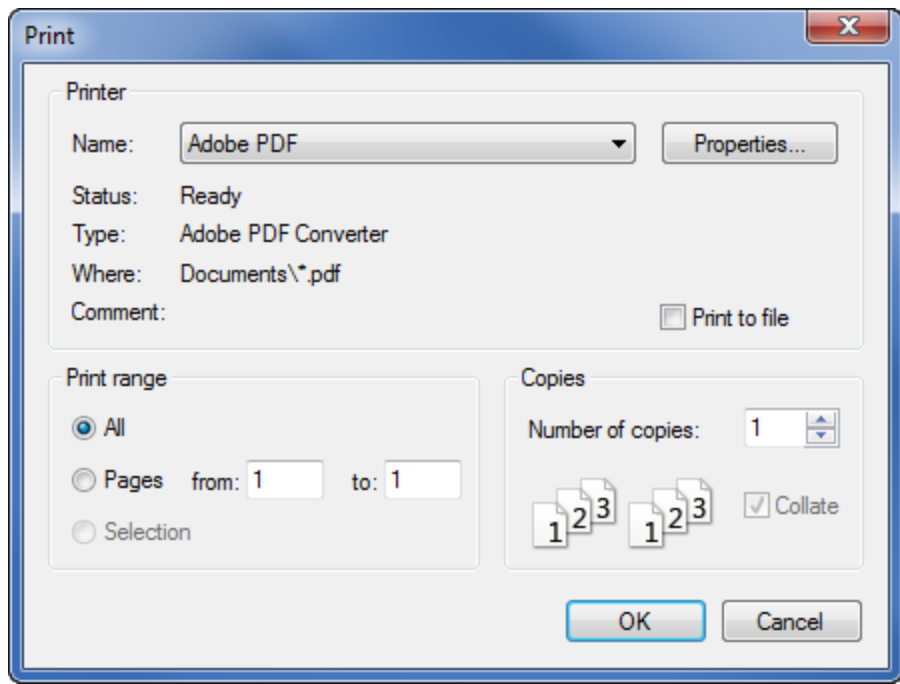 Print
Printer
Name: Adobe PDF Properties...
Status: Ready
Type: Adobe PDF Converter
Where: Documents\*.pdf
Comment: Print to file
Print range
All
Pages from: 1 to: 1
Selection
Copies
Number of copies: 1
1 2 3 1 2 3 Collate
OK Cancel